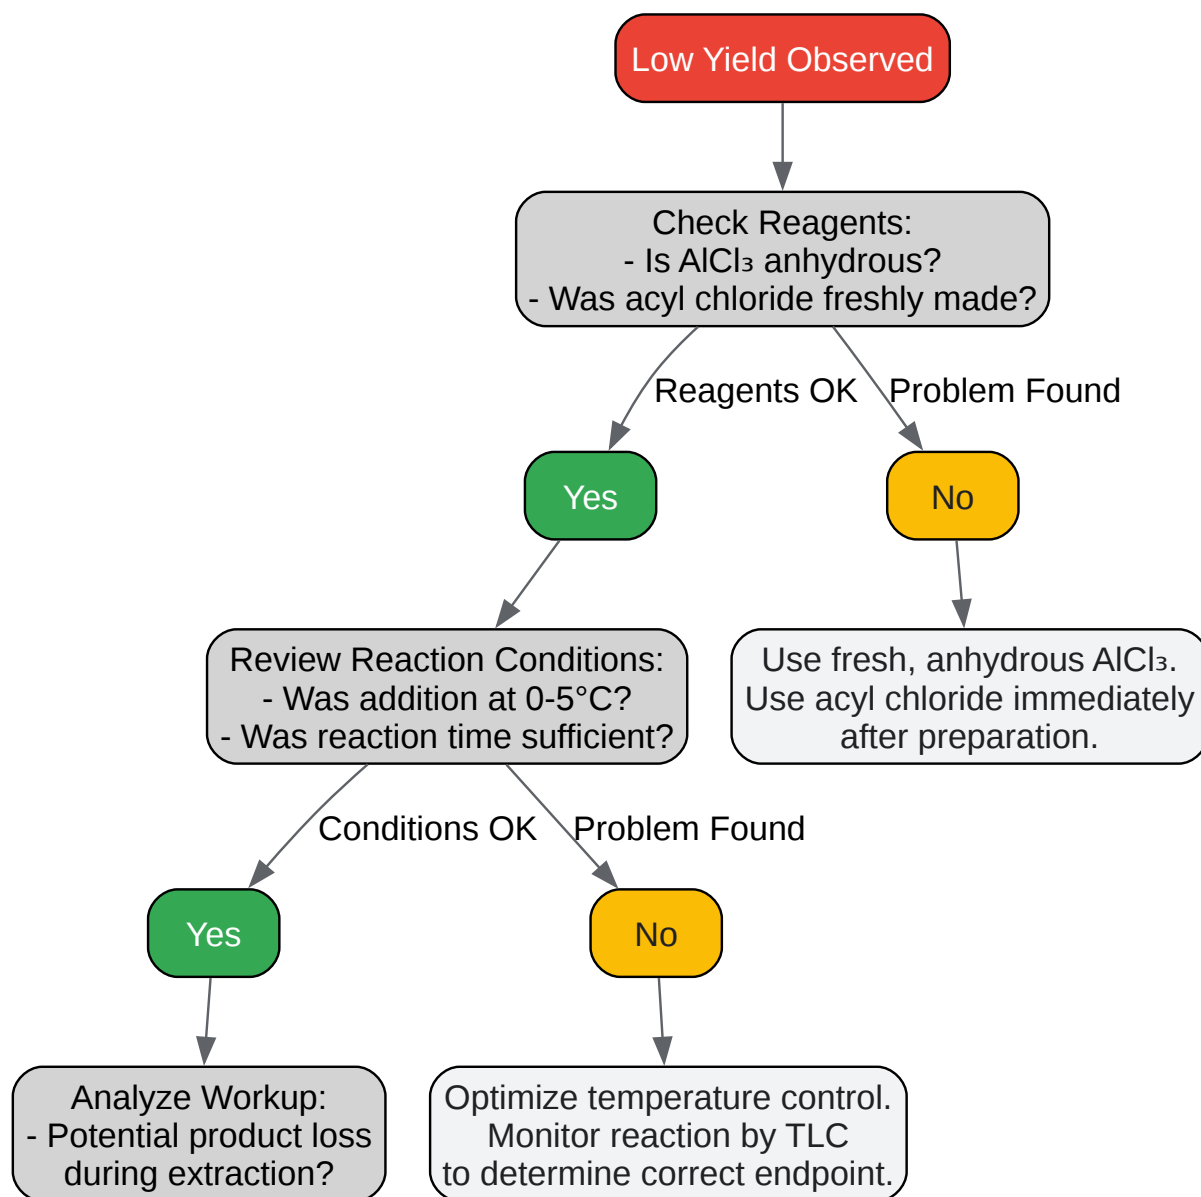 Low Yield Observed
Check Reagents:
- Is AlCl₃ anhydrous?
- Was acyl chloride freshly made?
Reagents OK
Problem Found
Yes
No
Review Reaction Conditions:
- Was addition at 0-5°C?
- Was reaction time sufficient?
Use fresh, anhydrous AlCl₃.
Use acyl chloride immediately
after preparation.
Conditions OK
Problem Found
Yes
No
Analyze Workup:
- Potential product loss
during extraction?
Optimize temperature control.
Monitor reaction by TLC
to determine correct endpoint.